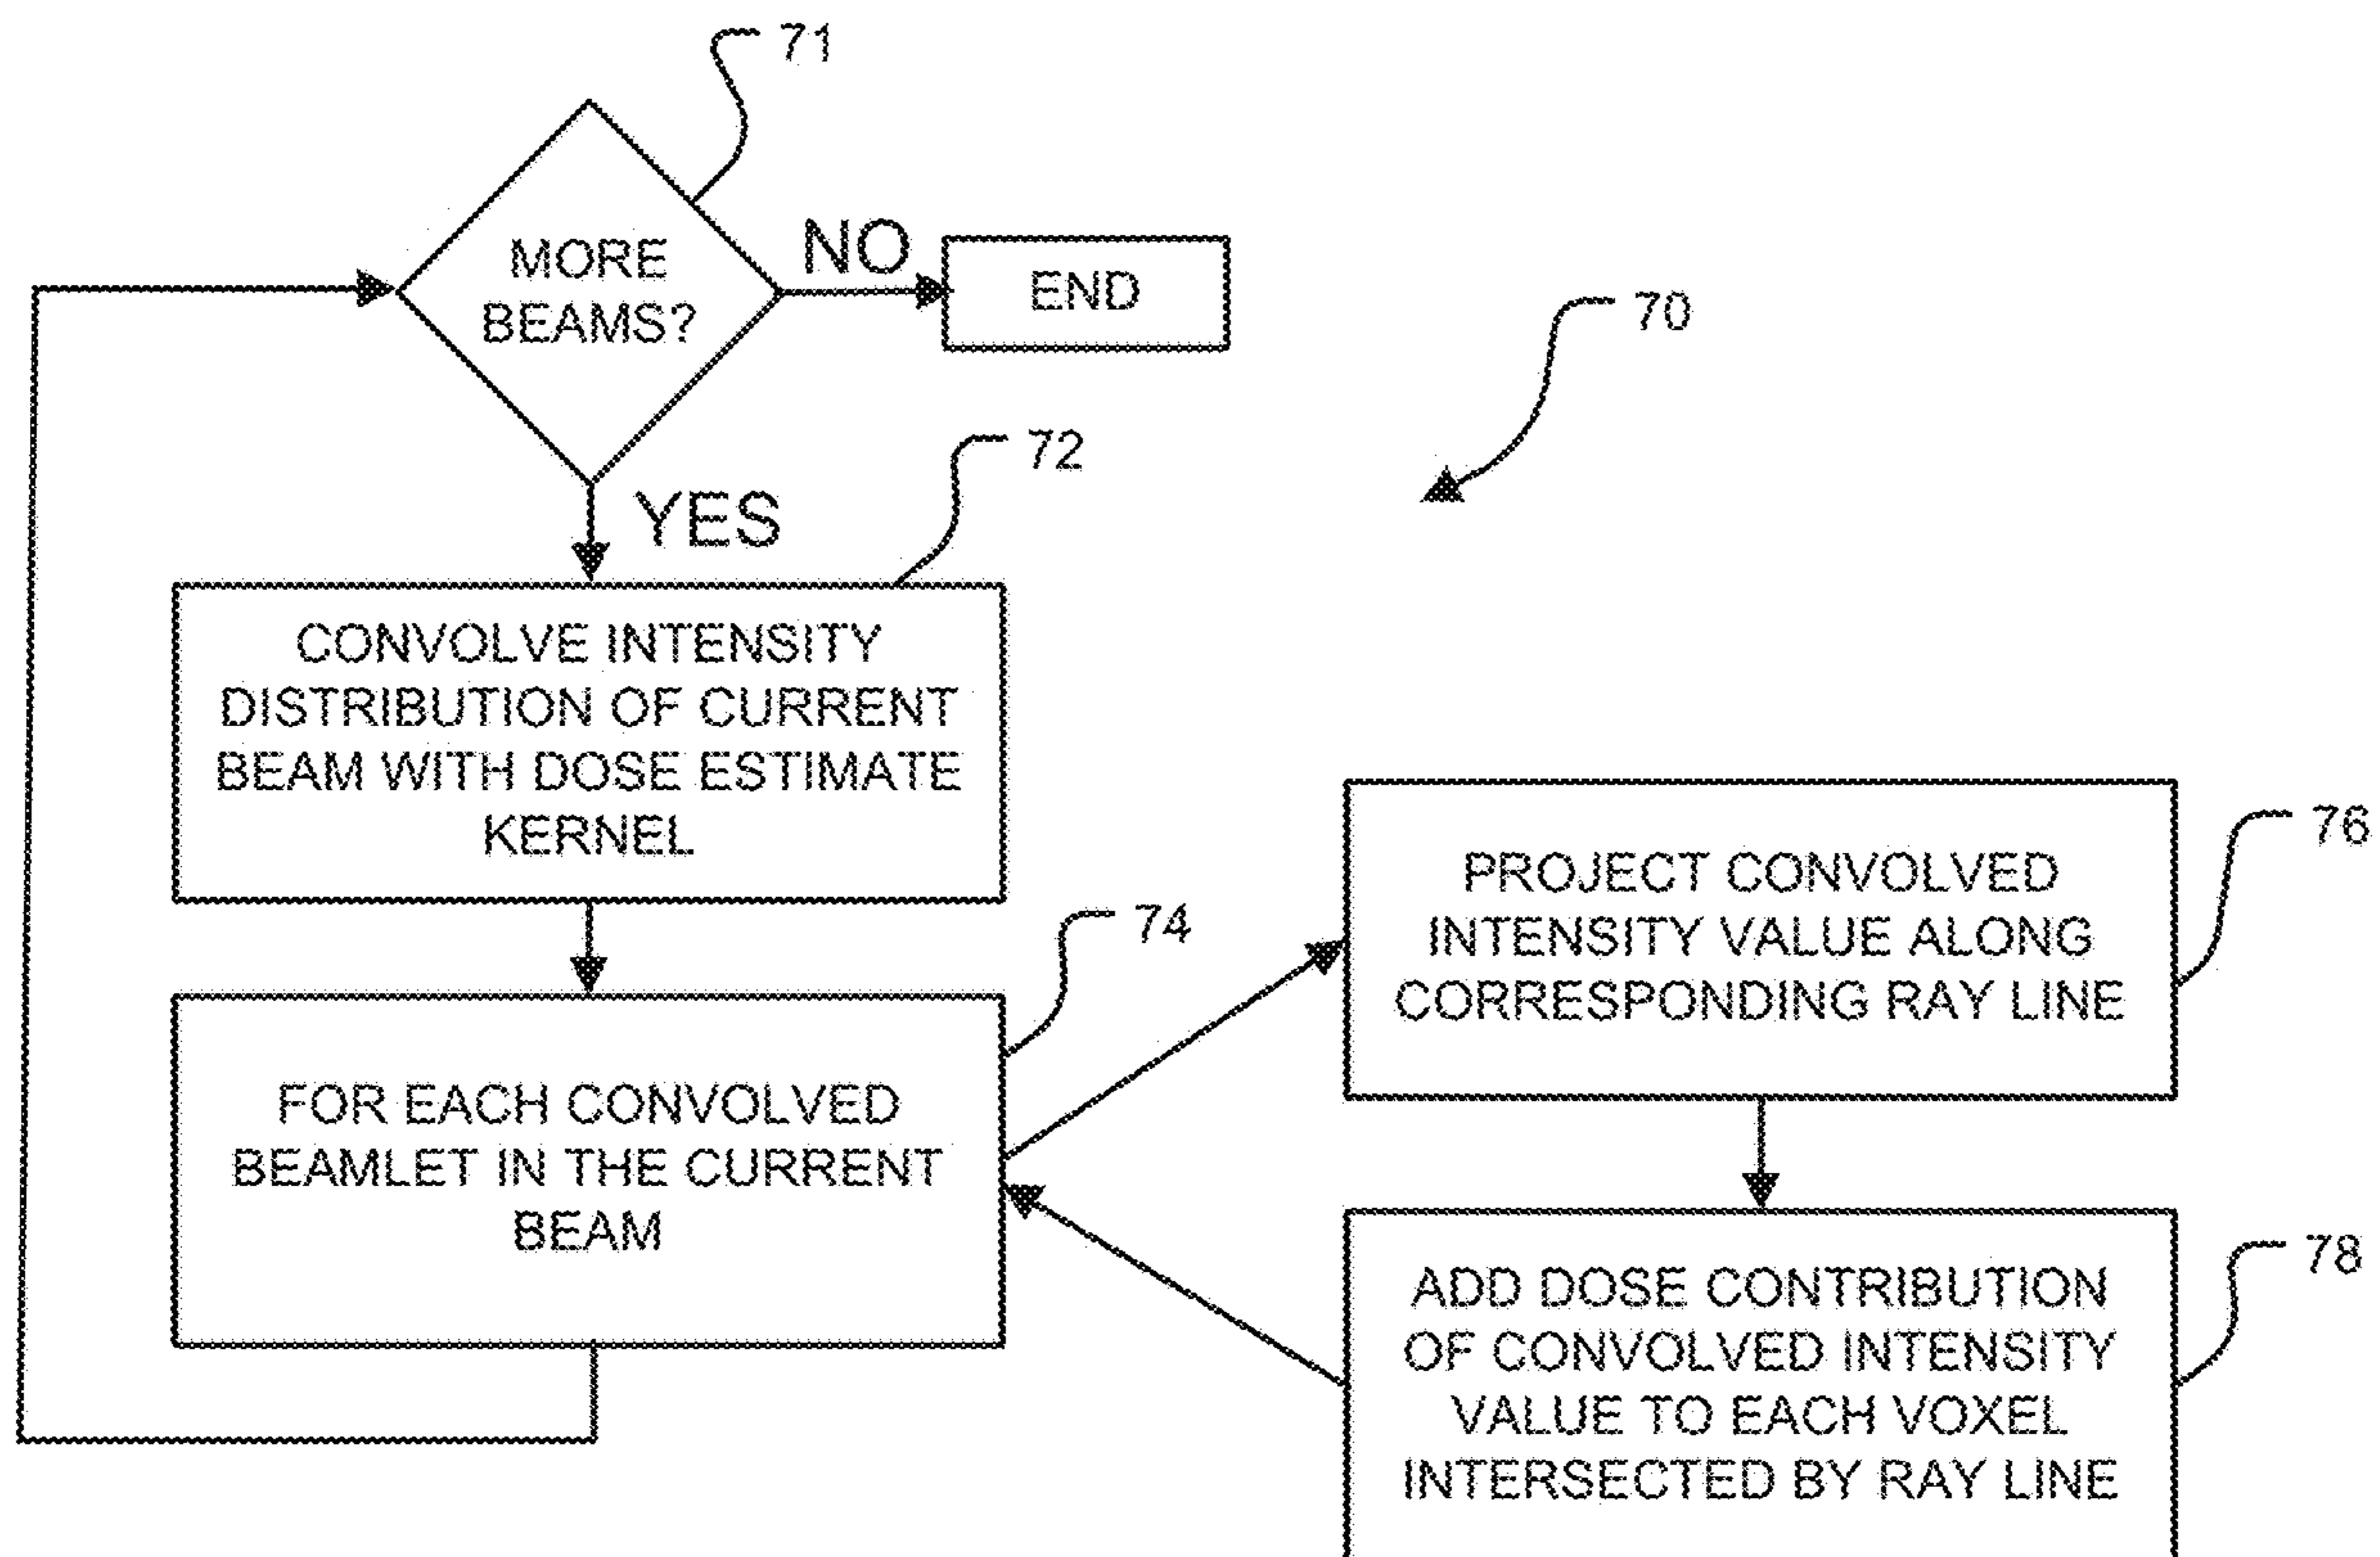 71
MORE
BEAMS?
NO
END
70
YES
72
CONVOLVE INTENSITY
DISTRIBUTION OF CURRENT
BEAM WITH DOSE ESTIMATE
KERNEL
74
FOR EACH CONVOLVED
BEAMLET IN THE CURRENT
BEAM
76
PROJECT CONVOLVED
INTENSITY VALUE ALONG
CORRESPONDING RAY LINE
78
ADD DOSE CONTRIBUTION
OF CONVOLVED INTENSITY
VALUE TO EACH VOXEL
INTERSECTED BY RAY LINE